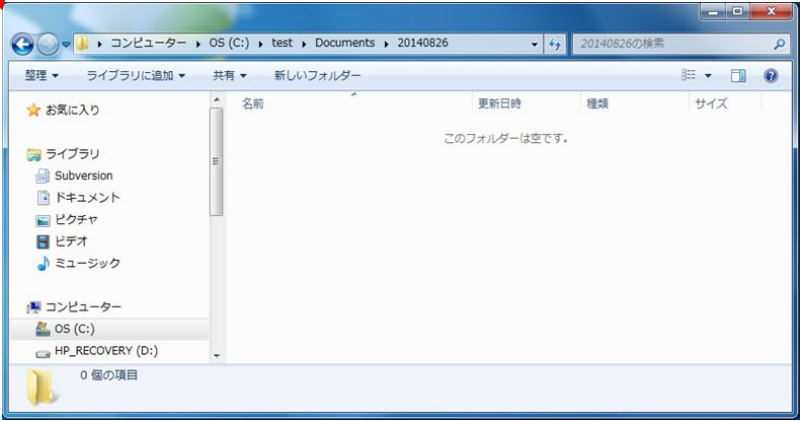 コンピューター OS (C:) test Documents 20140826 20140826の検索
整理 ライブラリに追加 共有 新しいフォルダー
お気に入り
ライブラリ
Subversion
ドキュメント
ピクチャ
ビデオ
ミュージック
コンピューター
OS (C:)
HP_RECOVERY (D:)
名前 更新日時 種類 サイズ
このフォルダーは空です。
0 個の項目